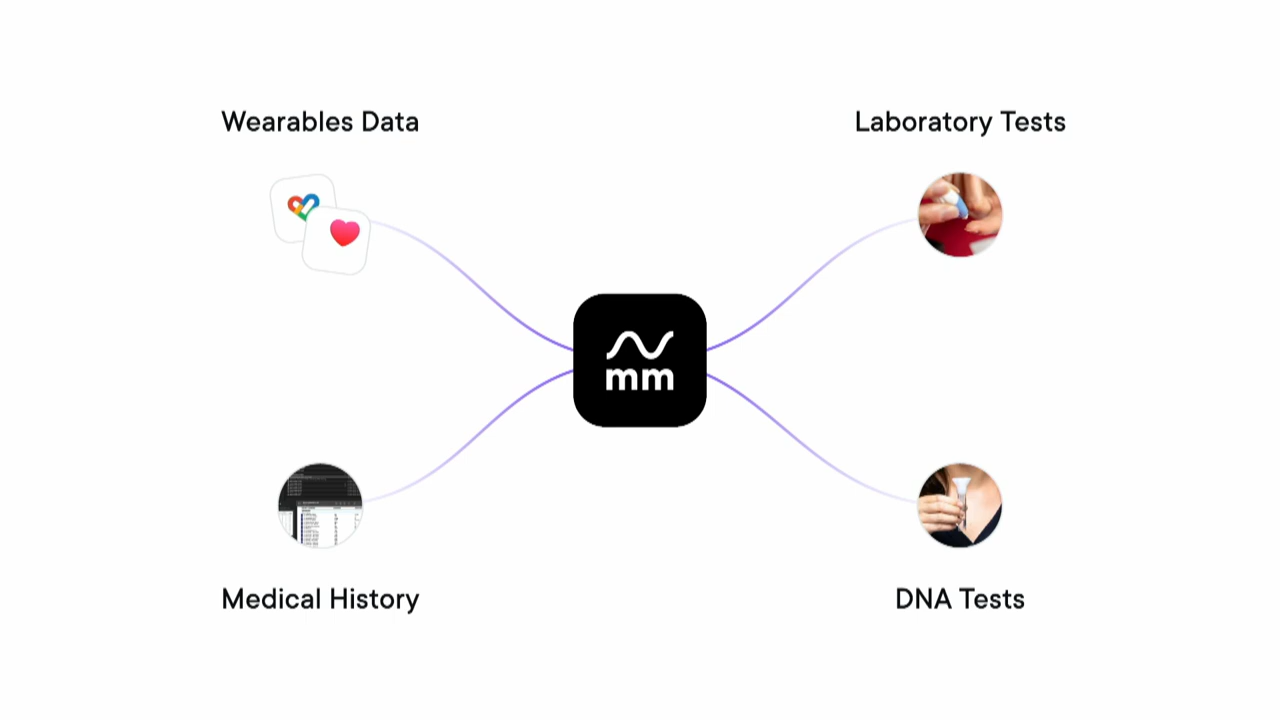 Wearables Data
Laboratory Tests
mm
Medical History
DNA Tests